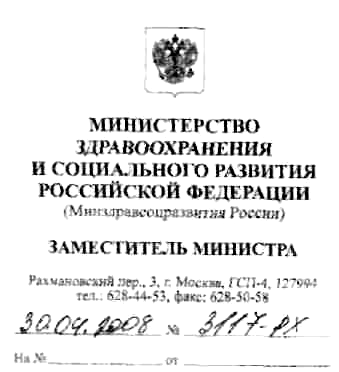 МИНИСТЕРСТВО
ЗДРАВООХРАНЕНИЯ
И СОЦИАЛЬНОГО РАЗВИТИЯ
РОССИЙСКОЙ ФЕДЕРАЦИИ
(Минздравсоцразвития России)
ЗАМЕСТИТЕЛЬ МИНИСТРА
Рахмановский пер., 3, г. Москва, ГСП-4, 127994
тел.: 628-44-53, факс: 628-50-58
30.04.2008 № 3117-РХ
На № от